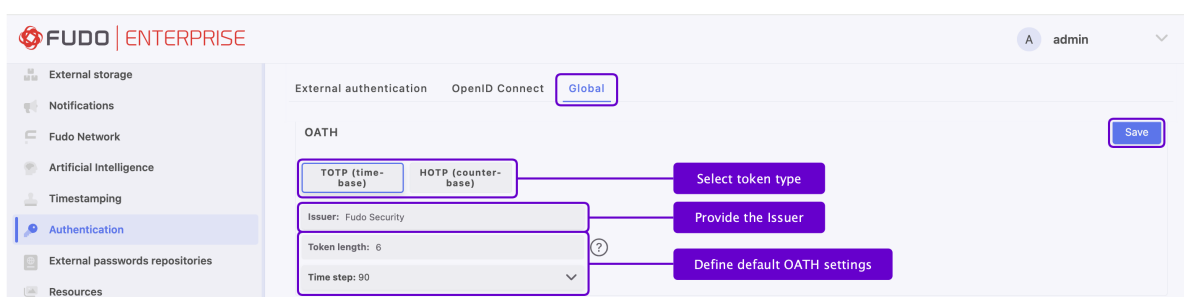 FUDO | ENTERPRISE
A admin
External storage
Notifications
Fudo Network
Artificial Intelligence
Timestamping
Authentication
External passwords repositories
Resources
External authentication OpenID Connect Global
OATH
Save
TOTP (time-
base)
HOTP (counter-
base)
Select token type
Issuer: Fudo Security
Provide the Issuer
Token length: 6
?
Time step: 90
Define default OATH settings